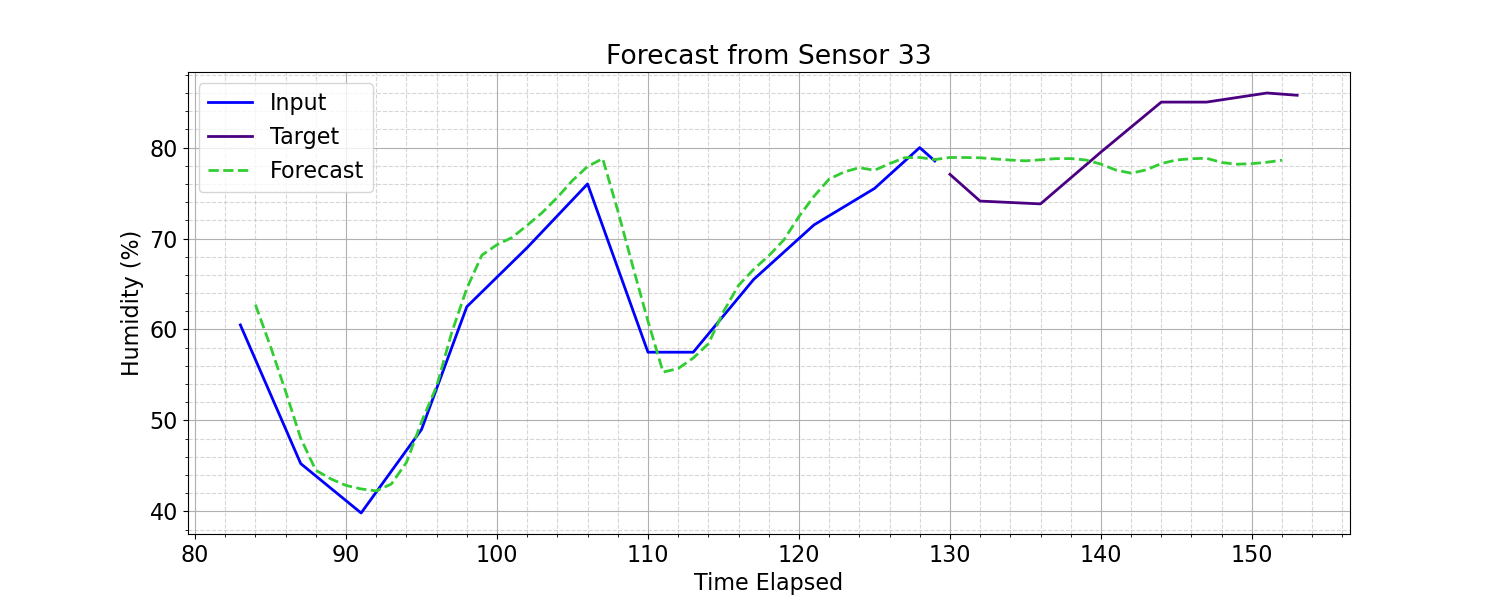 Forecast from Sensor 33
Input
Target
Forecast
Humidity (%)
80
70
60
50
40
80 90 100 110 120 130 140 150
Time Elapsed